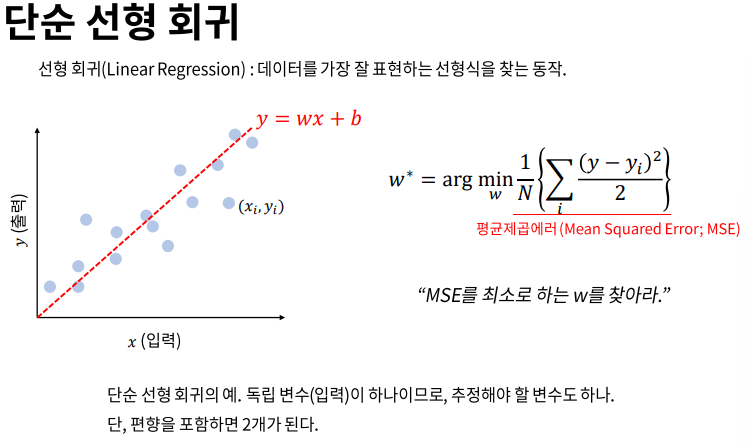 단순 선형 회귀
선형 회귀(Linear Regression) : 데이터를 가장 잘 표현하는 선형식을 찾는 동작.
y = wx + b
(xᵢ, yᵢ)
y (출력)
x (입력)
w* = arg min_w 1/N {∑_i (y − yᵢ)²/2}
평균제곱에러(Mean Squared Error; MSE)
“MSE를 최소로 하는 w를 찾아라.”
단순 선형 회귀의 예. 독립 변수(입력)이 하나이므로, 추정해야 할 변수도 하나.
단, 편향을 포함하면 2개가 된다.